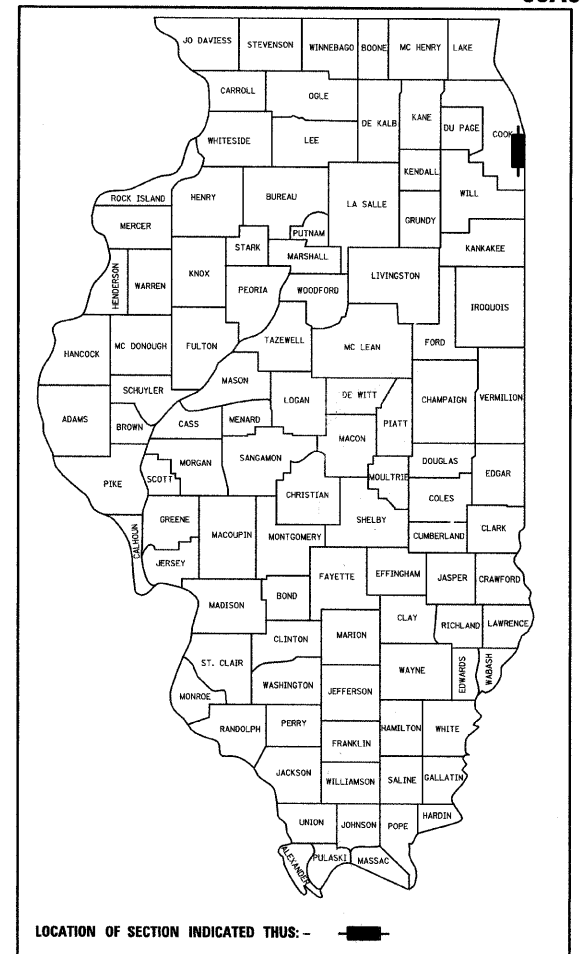 JO DAVIESS STEVENSON WINNEBAGO BOONE MC HENRY LAKE
CARROLL OGLE DE KALB KANE DU PAGE COOK
WHITESIDE LEE KENDALL WILL
ROCK ISLAND HENRY BUREAU LA SALLE GRUNDY
MERCER PUTNAM
STARK MARSHALL KANKAKEE
HENDERSON WARREN KNOX PEORIA WOODFORD LIVINGSTON IROQUOIS
HANCOCK MC DONOUGH FULTON TAZEWELL MC LEAN FORD
SCHUYLER MASON LOGAN DE WITT CHAMPAIGN VERMILION
ADAMS BROWN CASS MENARD MACON PIATT
PIKE SCOTT MORGAN SANGAMON MOULTRIE DOUGLAS EDGAR
CHRISTIAN COLES
GREENE MACOUPIN MONTGOMERY SHELBY CUMBERLAND CLARK
CALHOUN JERSEY FAYETTE EFFINGHAM JASPER CRAWFORD
MADISON BOND CLAY RICHLAND LAWRENCE
CLINTON MARION
ST. CLAIR WAYNE EDWARDS WABASH
MONROE WASHINGTON JEFFERSON
RANDOLPH PERRY HAMILTON WHITE
FRANKLIN
JACKSON WILLIAMSON SALINE GALLATIN
UNION JOHNSON POPE HARDIN
ALEXANDER PULASKI MASSAC
LOCATION OF SECTION INDICATED THUS: –